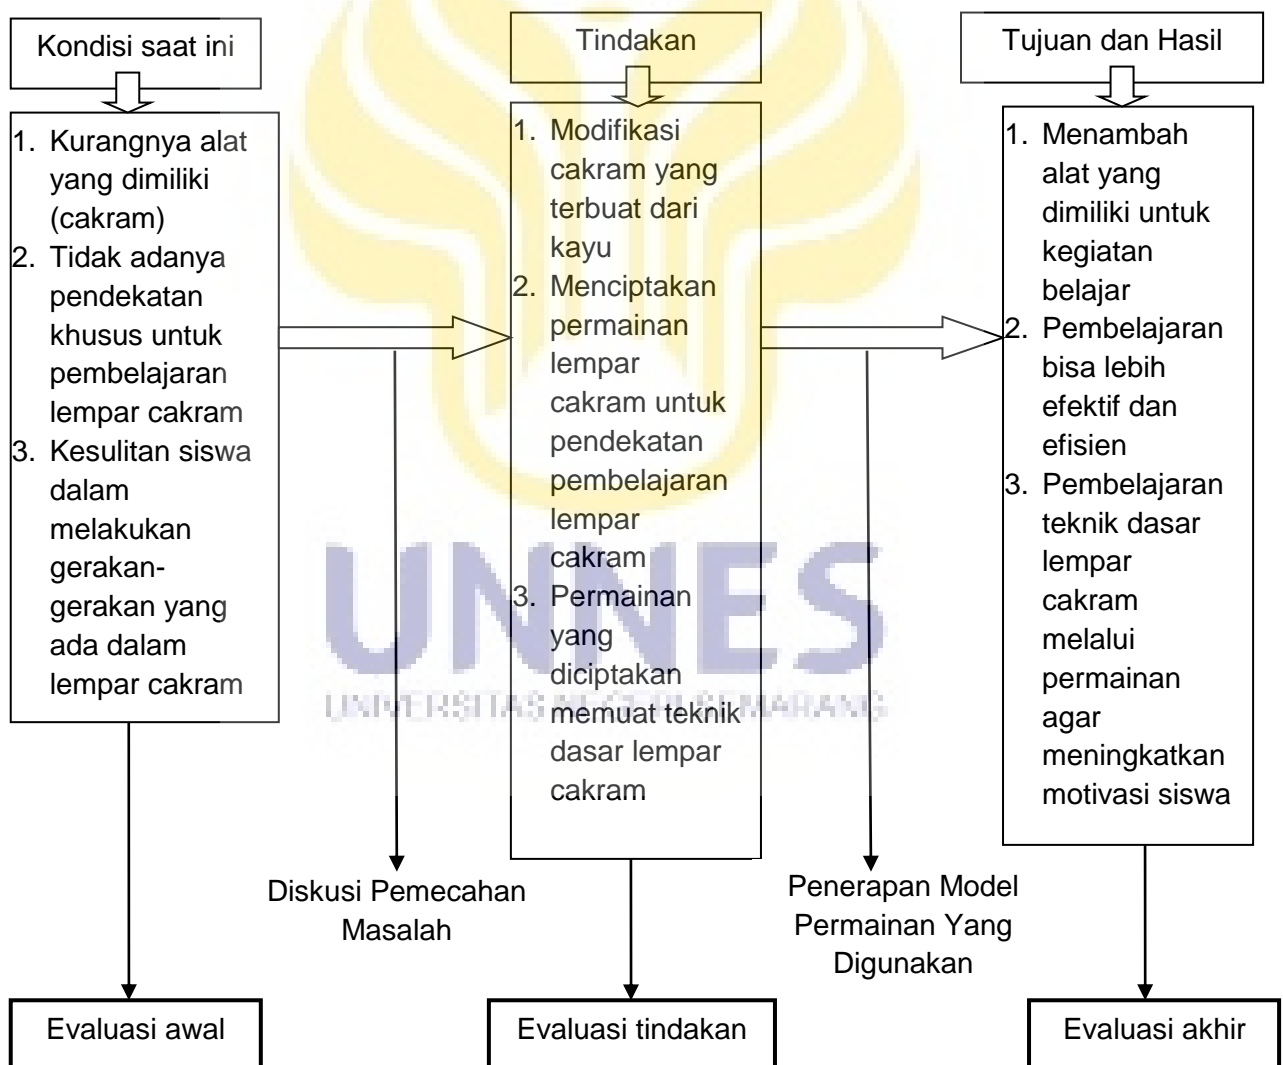 Kondisi saat ini
Tindakan
Tujuan dan Hasil
1. Kurangnya alat
yang dimiliki
(cakram)
2. Tidak adanya
pendekatan
khusus untuk
pembelajaran
lempar cakram
3. Kesulitan siswa
dalam
melakukan
gerakan-
gerakan yang
ada dalam
lempar cakram
1. Modifikasi
cakram yang
terbuat dari
kayu
2. Menciptakan
permainan
lempar
cakram untuk
pendekatan
pembelajaran
lempar
cakram
3. Permainan
yang
diciptakan
memuat teknik
dasar lempar
cakram
1. Menambah
alat yang
dimiliki untuk
kegiatan
belajar
2. Pembelajaran
bisa lebih
efektif dan
efisien
3. Pembelajaran
teknik dasar
lempar
cakram
melalui
permainan
agar
meningkatkan
motivasi siswa
UNNES
UNIVERSITAS NEGERI SEMARANG
Diskusi Pemecahan
Masalah
Penerapan Model
Permainan Yang
Digunakan
Evaluasi awal
Evaluasi tindakan
Evaluasi akhir